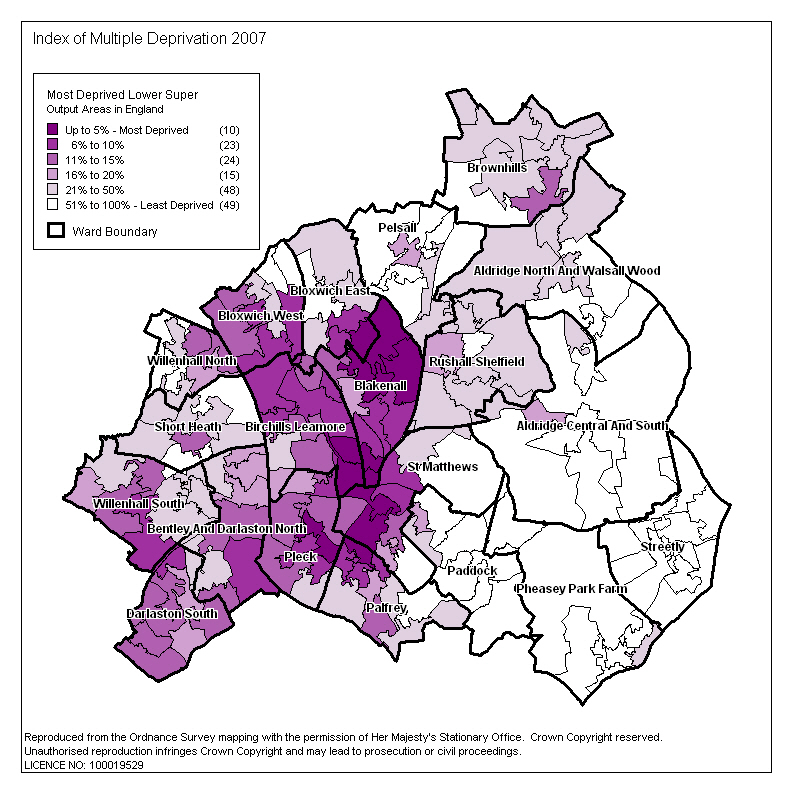 Index of Multiple Deprivation 2007
Most Deprived Lower Super
Output Areas in England
Up to 5% - Most Deprived (10)
6% to 10% (23)
11% to 15% (24)
16% to 20% (15)
21% to 50% (48)
51% to 100% - Least Deprived (49)
Ward Boundary
Brownhills
Pelsall
Aldridge North And Walsall Wood
Bloxwich East
Bloxwich West
Willenhall North
Rushall-Shelfield
Blakenall
Short Heath
Birchills Leamore
Aldridge Central And South
St Matthews
Willenhall South
Bentley And Darlaston North
Streetly
Pleck
Paddock
Pheasey Park Farm
Darlaston South
Palfrey
Reproduced from the Ordnance Survey mapping with the permission of Her Majesty's Stationary Office. Crown Copyright reserved.
Unauthorised reproduction infringes Crown Copyright and may lead to prosecution or civil proceedings.
LICENCE NO: 100019529